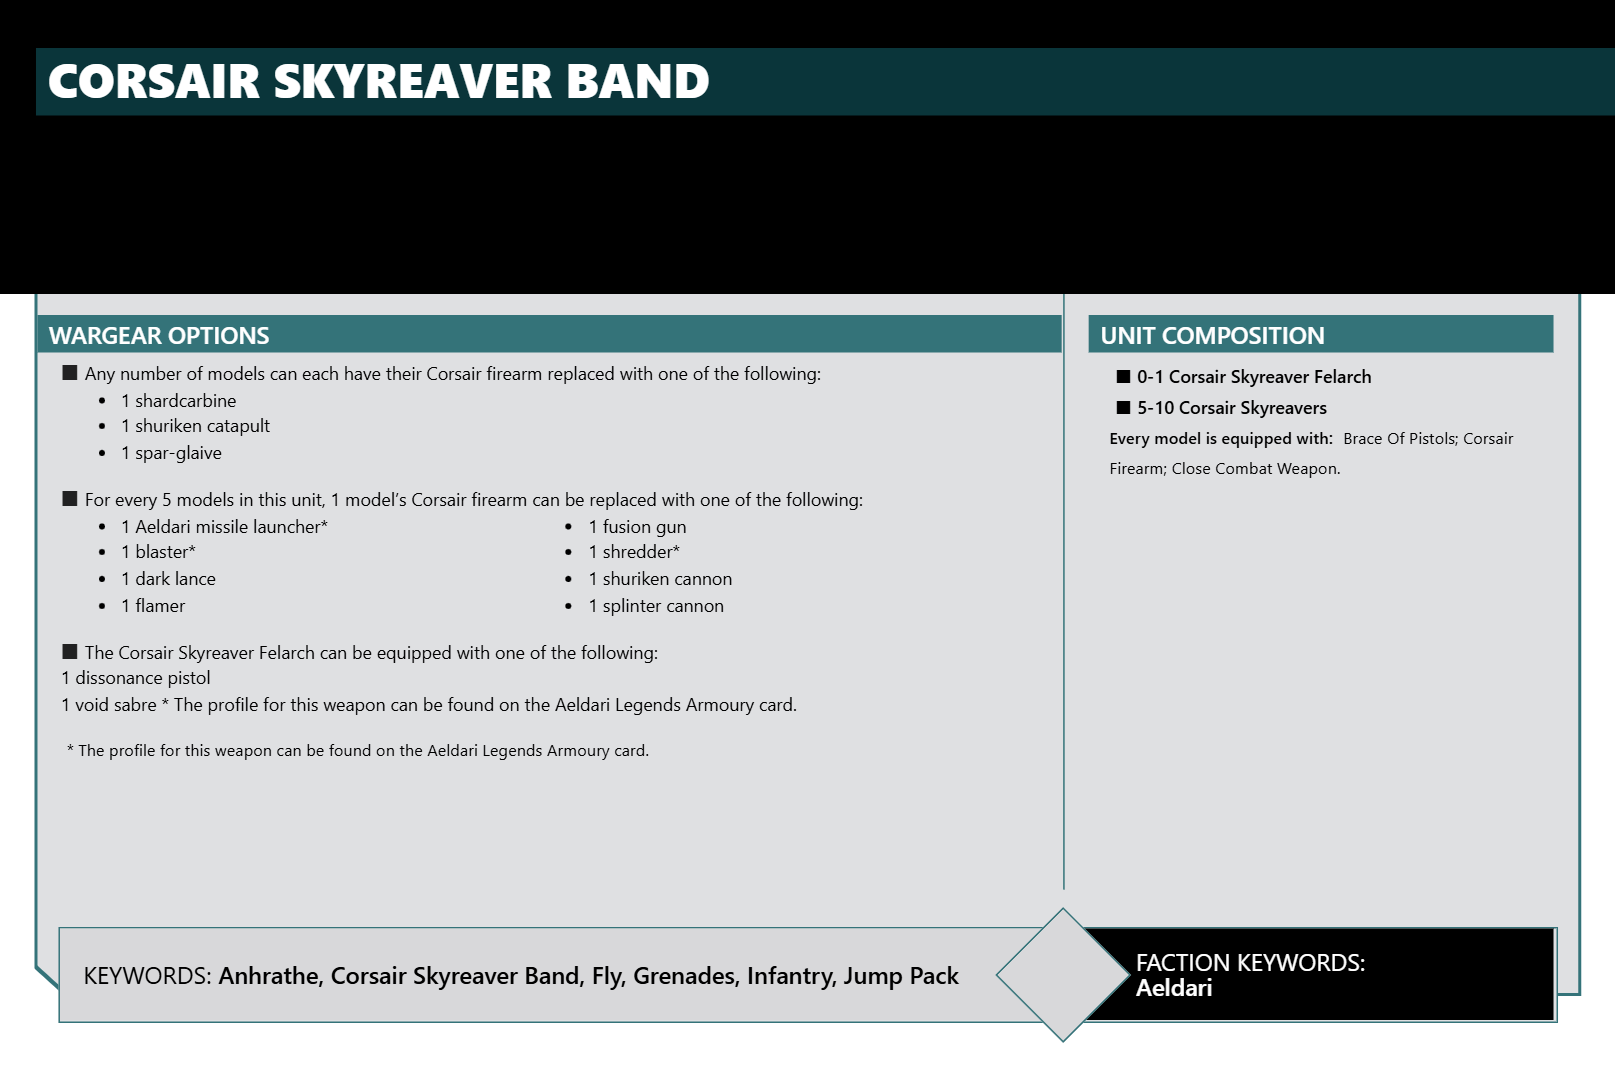 CORSAIR SKYREAVER BAND
WARGEAR OPTIONS
■ Any number of models can each have their Corsair firearm replaced with one of the following:
• 1 shardcarbine
• 1 shuriken catapult
• 1 spar-glaive
■ For every 5 models in this unit, 1 model’s Corsair firearm can be replaced with one of the following:
• 1 Aeldari missile launcher*
• 1 blaster*
• 1 dark lance
• 1 flamer
• 1 fusion gun
• 1 shredder*
• 1 shuriken cannon
• 1 splinter cannon
■ The Corsair Skyreaver Felarch can be equipped with one of the following:
1 dissonance pistol
1 void sabre * The profile for this weapon can be found on the Aeldari Legends Armoury card.
* The profile for this weapon can be found on the Aeldari Legends Armoury card.
UNIT COMPOSITION
■ 0-1 Corsair Skyreaver Felarch
■ 5-10 Corsair Skyreavers
Every model is equipped with: Brace Of Pistols; Corsair
Firearm; Close Combat Weapon.
KEYWORDS: Anhrathe, Corsair Skyreaver Band, Fly, Grenades, Infantry, Jump Pack
FACTION KEYWORDS:
Aeldari